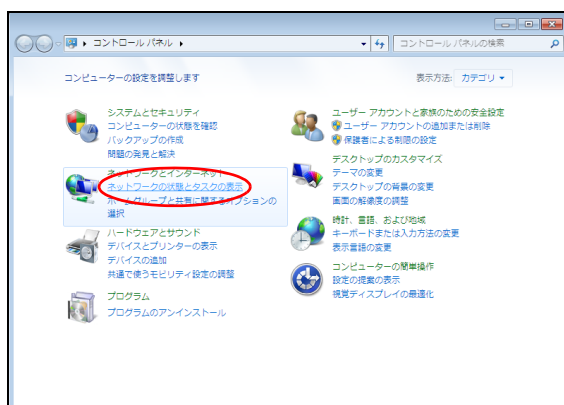 コントロール パネル
コントロール パネルの検索
コンピューターの設定を調整します
表示方法: カテゴリ
システムとセキュリティ
コンピューターの状態を確認
バックアップの作成
問題の発見と解決
ネットワークとインターネット
ネットワークの状態とタスクの表示
ホームグループと共有に関するオプションの
選択
ハードウェアとサウンド
デバイスとプリンターの表示
デバイスの追加
共通で使うモビリティ設定の調整
プログラム
プログラムのアンインストール
ユーザー アカウントと家族のための安全設定
ユーザー アカウントの追加または削除
保護者による制限の設定
デスクトップのカスタマイズ
テーマの変更
デスクトップの背景の変更
画面の解像度の調整
時計、言語、および地域
キーボードまたは入力方法の変更
表示言語の変更
コンピューターの簡単操作
設定の提案の表示
視覚ディスプレイの最適化